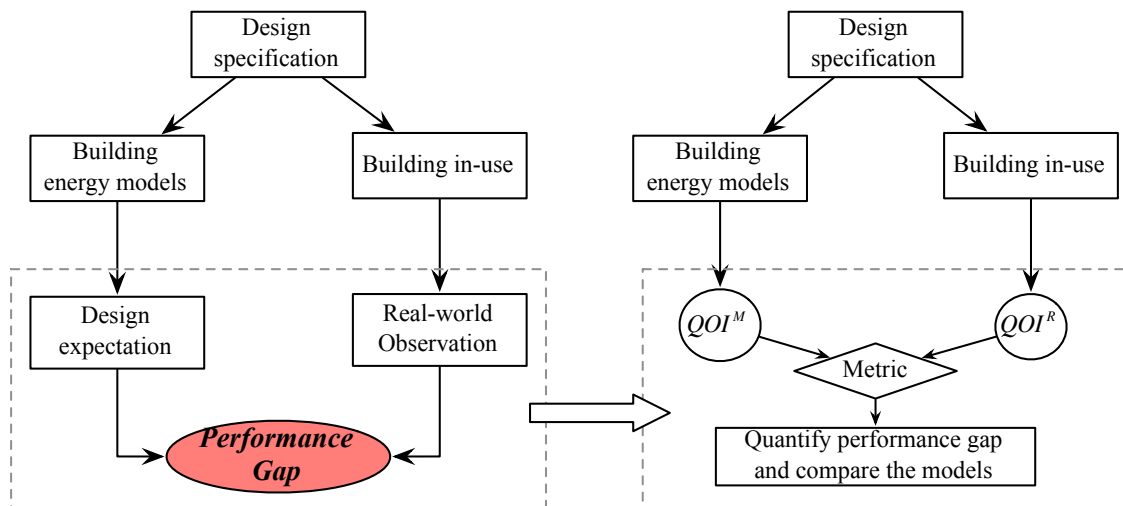 Design
specification
Building
energy models
Building in-use
Design
expectation
Real-world
Observation
Performance
Gap
Design
specification
Building
energy models
Building in-use
QOI^M
QOI^R
Metric
Quantify performance gap
and compare the models